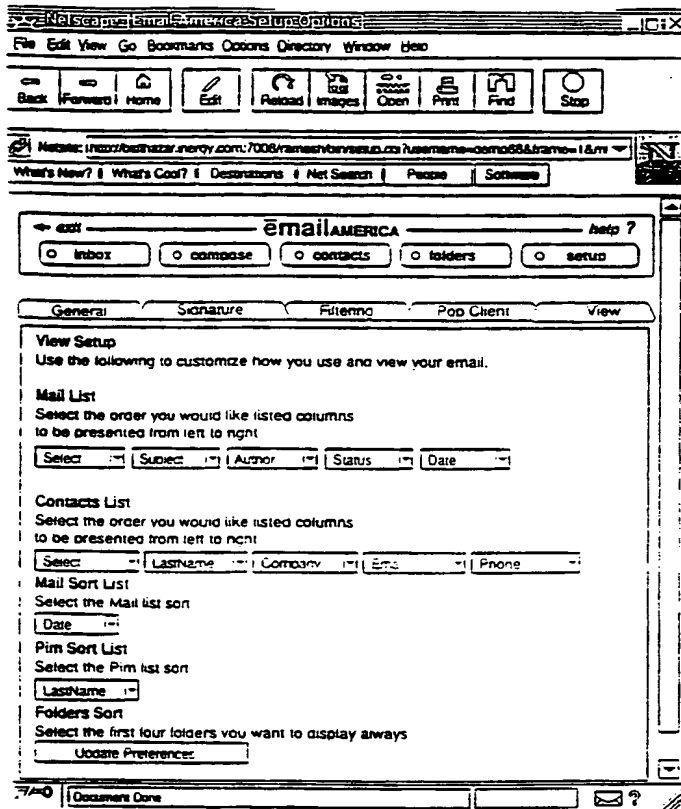 Netscape-[Email America Setup Options]
File Edit View Go Bookmarks Options Directory Window Help
Back Forward Home Edit Reload Images Open Print Find Stop
Netsite:
What's New? What's Cool? Destinations Net Search People Software
exit ēmailAMERICA help ?
inbox compose contacts folders setup
General Signature Filtering Pop Client View
View Setup
Use the following to customize how you use and view your email.
Mail List
Select the order you would like listed columns
to be presented from left to right
Select Subject Author Status Date
Contacts List
Select the order you would like listed columns
to be presented from left to right
Select LastName Company Email Phone
Mail Sort List
Select the Mail list sort
Date
Pim Sort List
Select the Pim list sort
LastName
Folders Sort
Select the first four folders you want to display always
Update Preferences
Document Done
?